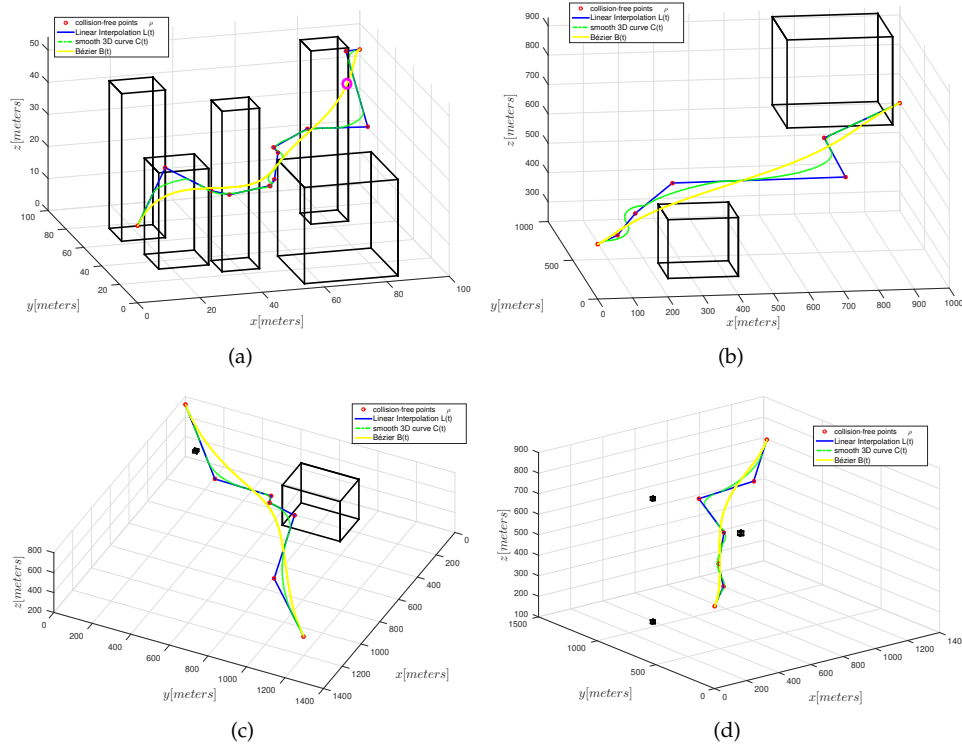 collision-free points ρ
Linear Interpolation L(t)
smooth 3D curve C(t)
Bézier B(t)
50
40
30
20
10
0
z[meters]
100
80
60
40
20
0
y[meters]
0
20
40
60
80
100
x[meters]
(a)
collision-free points ρ
Linear Interpolation L(t)
smooth 3D curve C(t)
Bézier B(t)
900
800
700
600
500
400
300
z[meters]
1000
500
0
y[meters]
0
100
200
300
400
500
600
700
800
900
1000
x[meters]
(b)
collision-free points ρ
Linear Interpolation L(t)
smooth 3D curve C(t)
Bézier B(t)
800
600
400
200
z[meters]
0
200
400
600
800
1000
1200
1400
y[meters]
0
200
400
600
800
1000
1200
1400
x[meters]
(c)
collision-free points ρ
Linear Interpolation L(t)
smooth 3D curve C(t)
Bézier B(t)
900
800
700
600
500
400
300
200
100
z[meters]
1500
1000
500
0
y[meters]
0
200
400
600
800
1000
1200
140
x[meters]
(d)